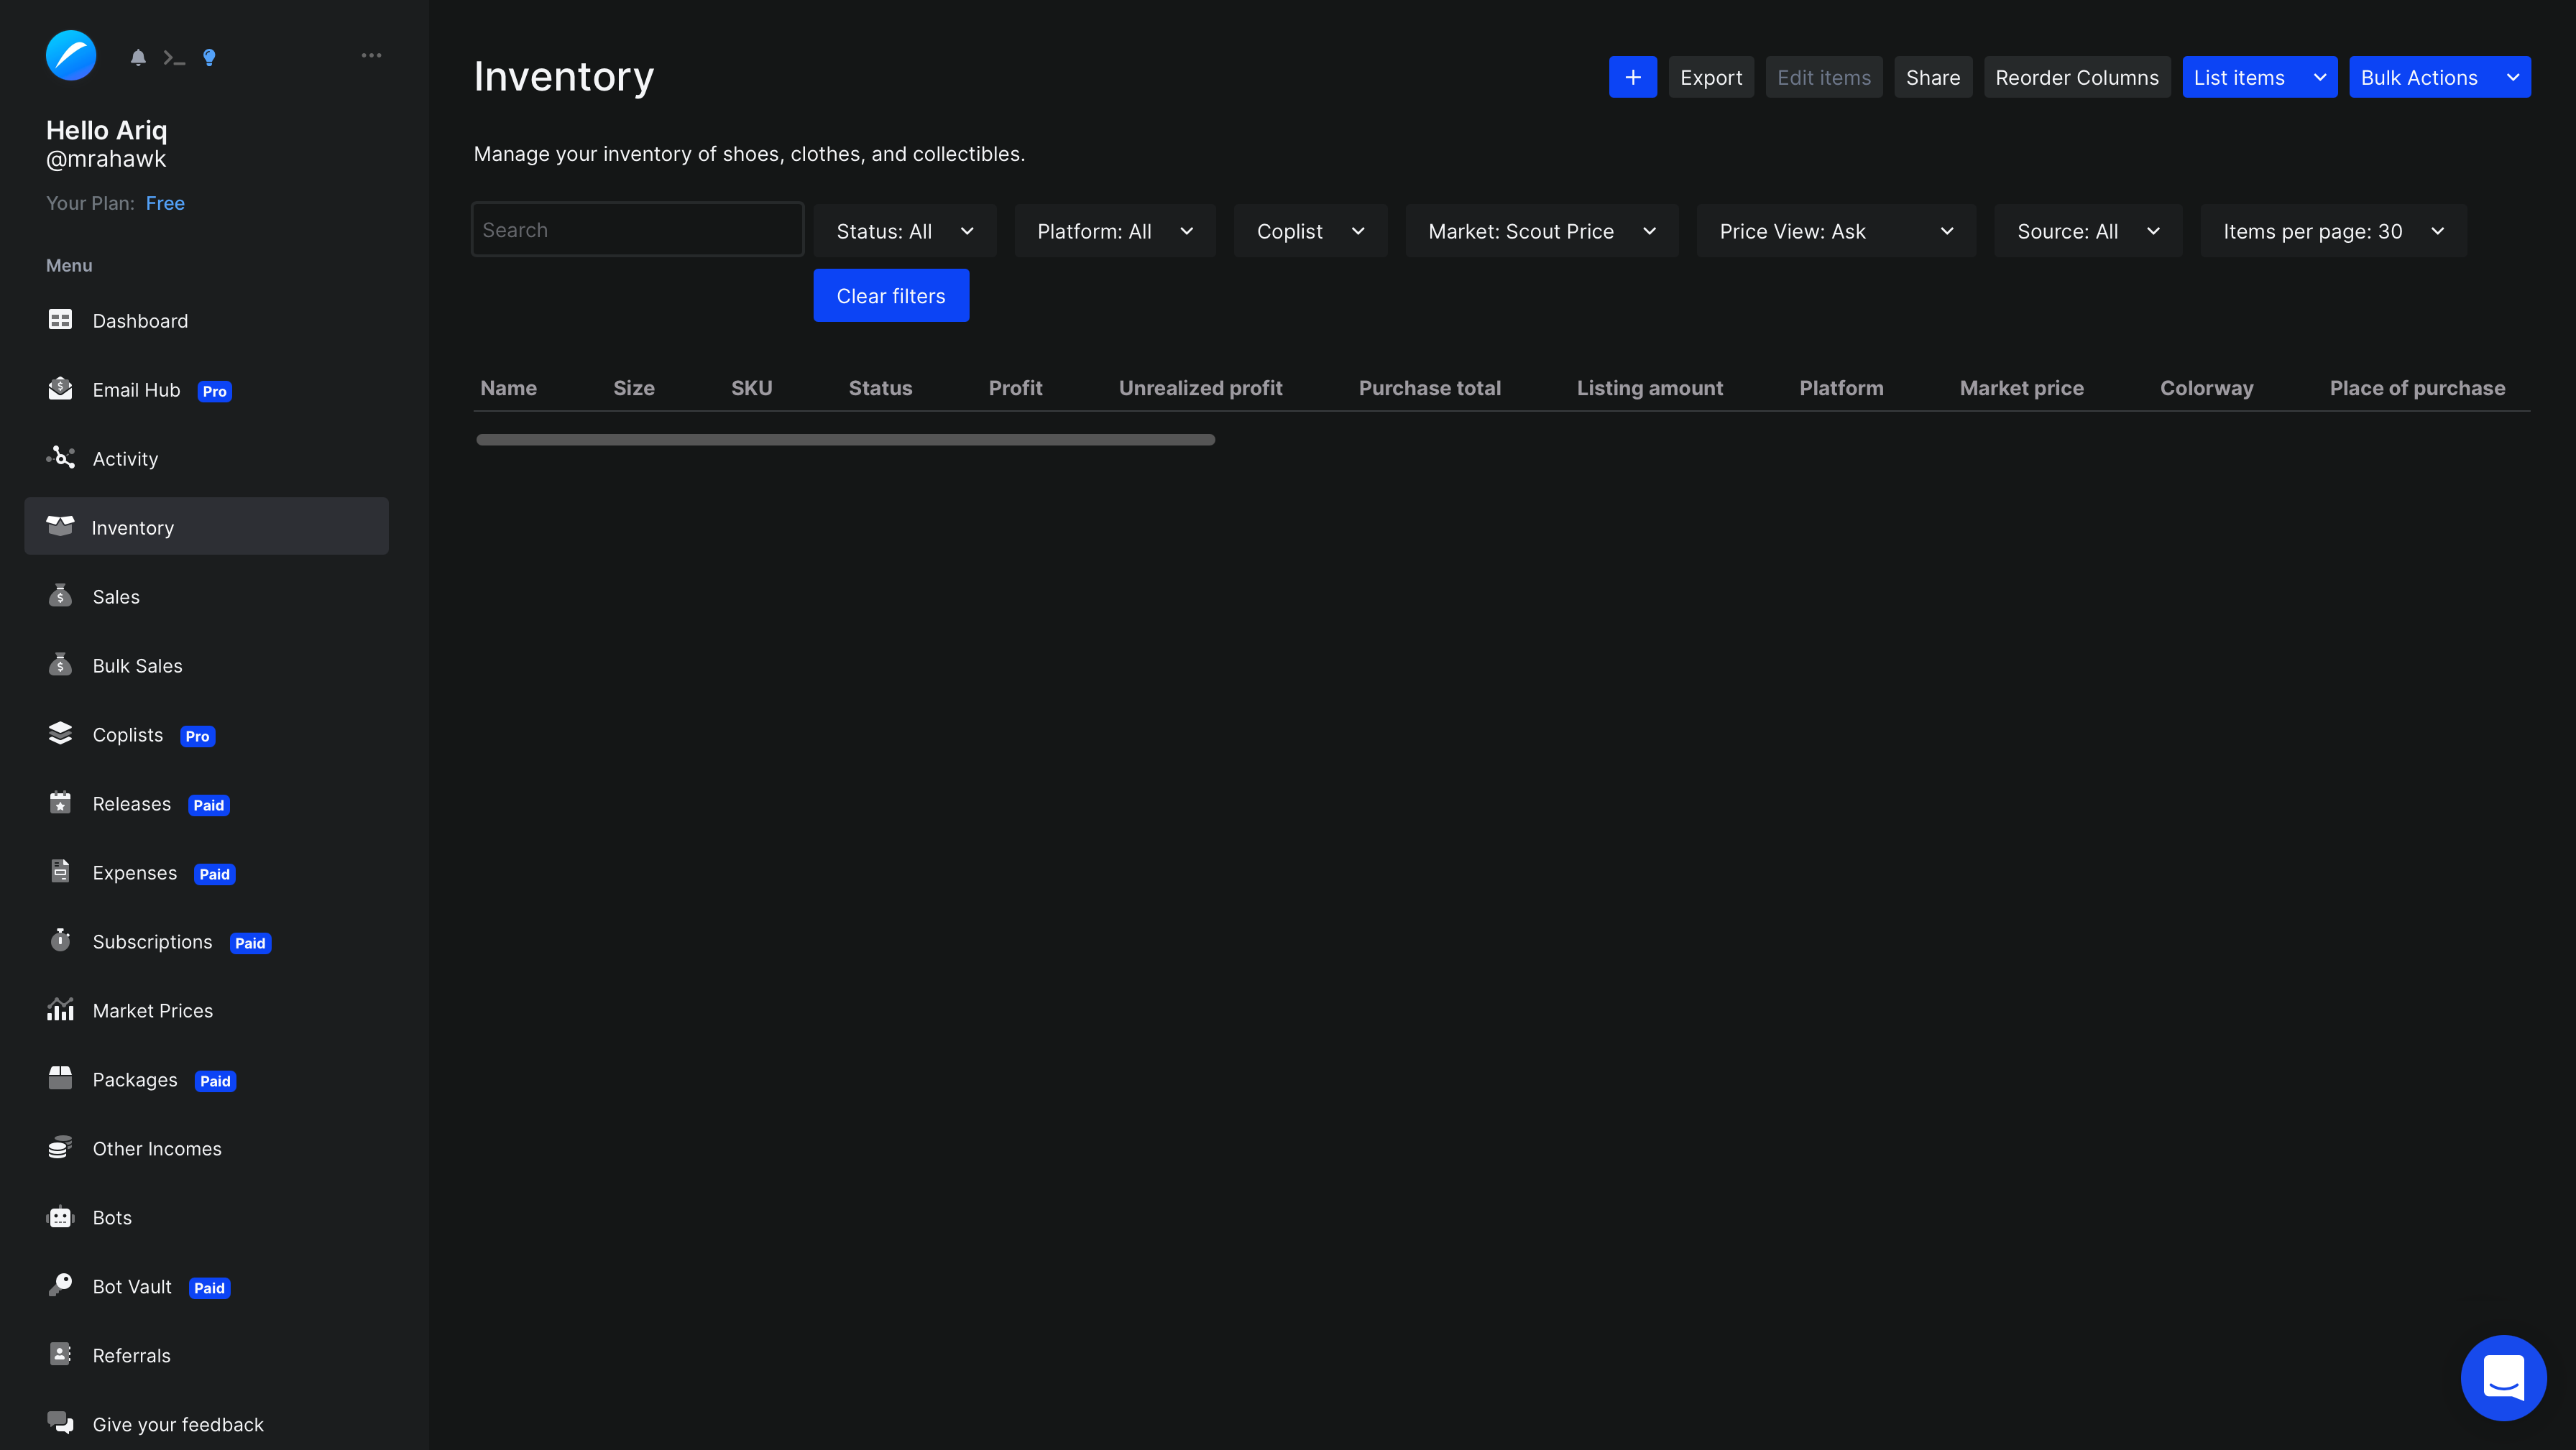 Hello Ariq
@mrahawk
Your Plan: Free
Menu
Dashboard
Email Hub Pro
Activity
Inventory
Sales
Bulk Sales
Coplists Pro
Releases Paid
Expenses Paid
Subscriptions Paid
Market Prices
Packages Paid
Other Incomes
Bots
Bot Vault Paid
Referrals
Give your feedback
Inventory
+ Export Edit items Share Reorder Columns List items Bulk Actions
Manage your inventory of shoes, clothes, and collectibles.
Search Status: All Platform: All Coplist Market: Scout Price Price View: Ask Source: All Items per page: 30
Clear filters
Name Size SKU Status Profit Unrealized profit Purchase total Listing amount Platform Market price Colorway Place of purchase